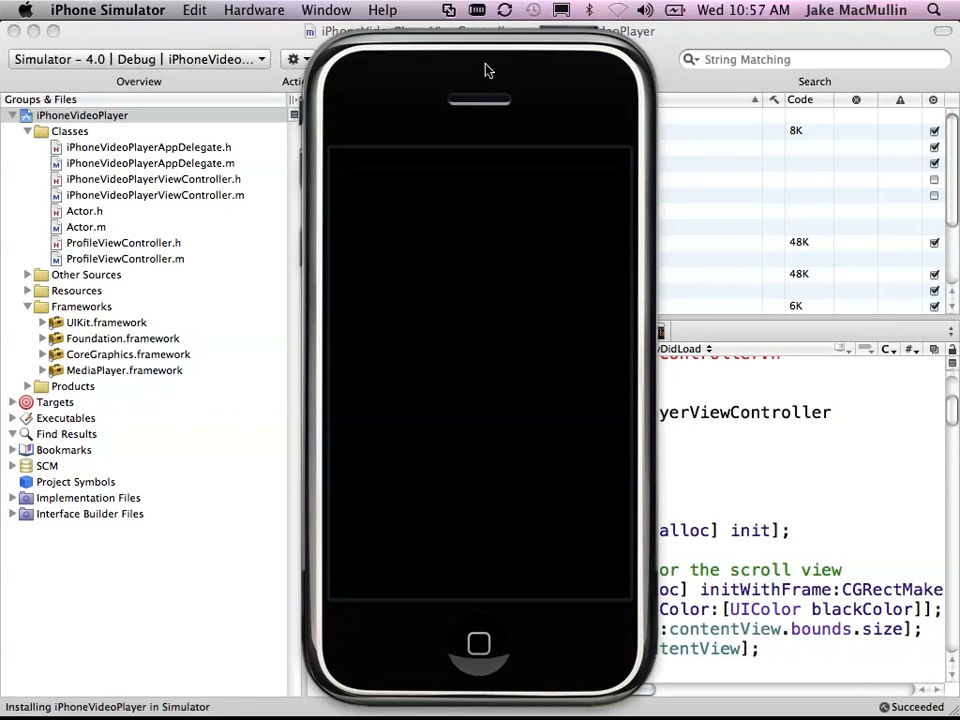 iPhone Simulator Edit Hardware Window Help Wed 10:57 AM Jake MacMullin
Simulator - 4.0 | Debug | iPhoneVideo... String Matching
Overview Search
Groups & Files Code
iPhoneVideoPlayer
Classes 8K
iPhoneVideoPlayerAppDelegate.h
iPhoneVideoPlayerAppDelegate.m
iPhoneVideoPlayerViewController.h
iPhoneVideoPlayerViewController.m
Actor.h
Actor.m
ProfileViewController.h 48K
ProfileViewController.m
Other Sources 48K
Resources
Frameworks 6K
UIKit.framework
Foundation.framework
CoreGraphics.framework
wDidLoad C #
MediaPlayer.framework
Products
Targets
Executables yerViewController
Find Results
Bookmarks
SCM
Project Symbols
Implementation Files
Interface Builder Files
alloc] init];
or the scroll view
oc] initWithFrame:CGRectMake
Color:[UIColor blackColor]];
:contentView.bounds.size];
tentView];
Installing iPhoneVideoPlayer in Simulator Succeeded